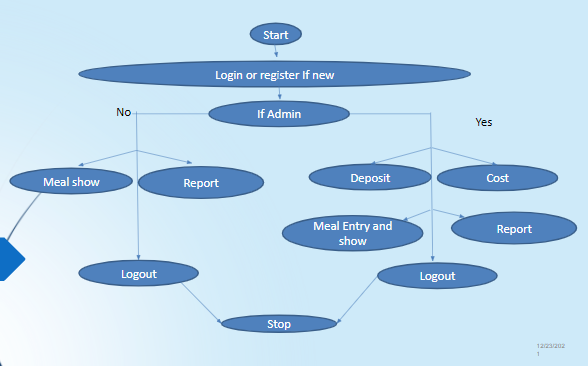 Start
Login or register If new
No
If Admin
Yes
Meal show
Report
Deposit
Cost
Meal Entry and
show
Report
Logout
Logout
Stop
12/23/202
1